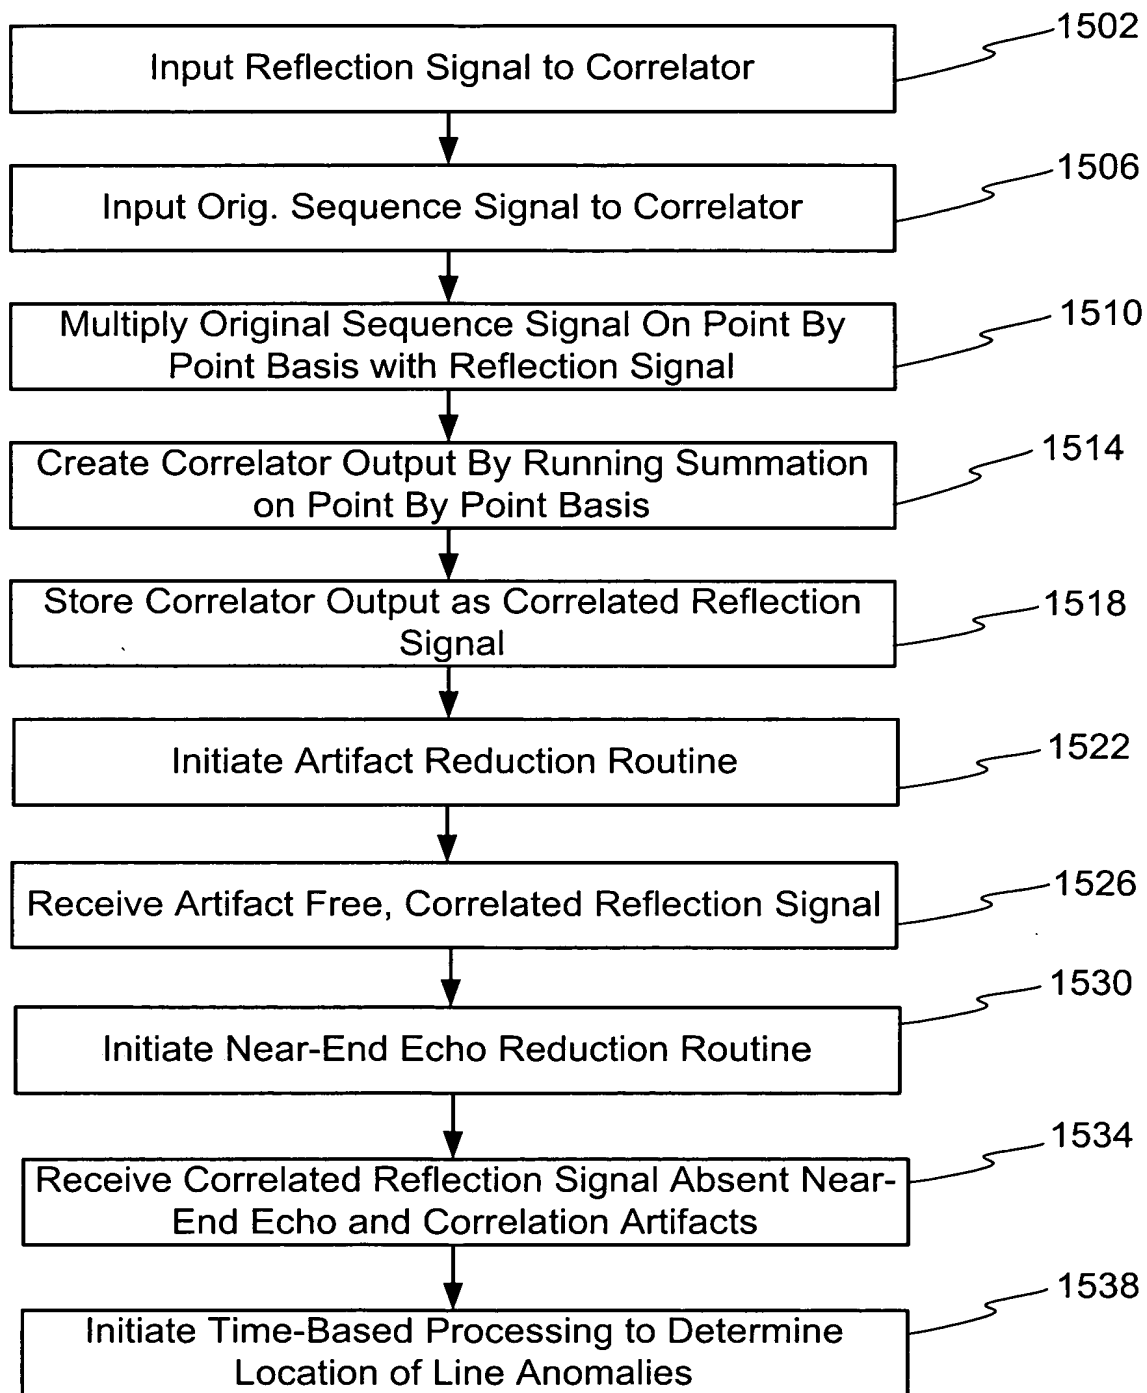 1502
Input Reflection Signal to Correlator
1506
Input Orig. Sequence Signal to Correlator
1510
Multiply Original Sequence Signal On Point By
Point Basis with Reflection Signal
1514
Create Correlator Output By Running Summation
on Point By Point Basis
1518
Store Correlator Output as Correlated Reflection
Signal
1522
Initiate Artifact Reduction Routine
1526
Receive Artifact Free, Correlated Reflection Signal
1530
Initiate Near-End Echo Reduction Routine
1534
Receive Correlated Reflection Signal Absent Near-
End Echo and Correlation Artifacts
1538
Initiate Time-Based Processing to Determine
Location of Line Anomalies